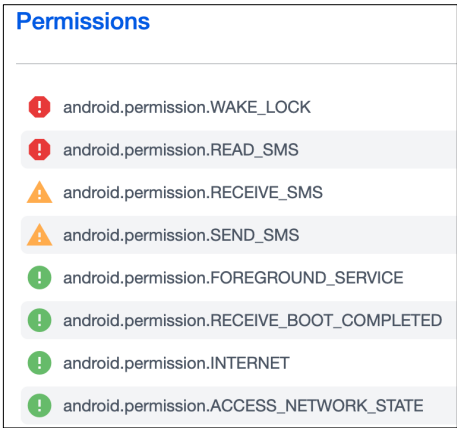 Permissions
android.permission.WAKE_LOCK
android.permission.READ_SMS
android.permission.RECEIVE_SMS
android.permission.SEND_SMS
android.permission.FOREGROUND_SERVICE
android.permission.RECEIVE_BOOT_COMPLETED
android.permission.INTERNET
android.permission.ACCESS_NETWORK_STATE